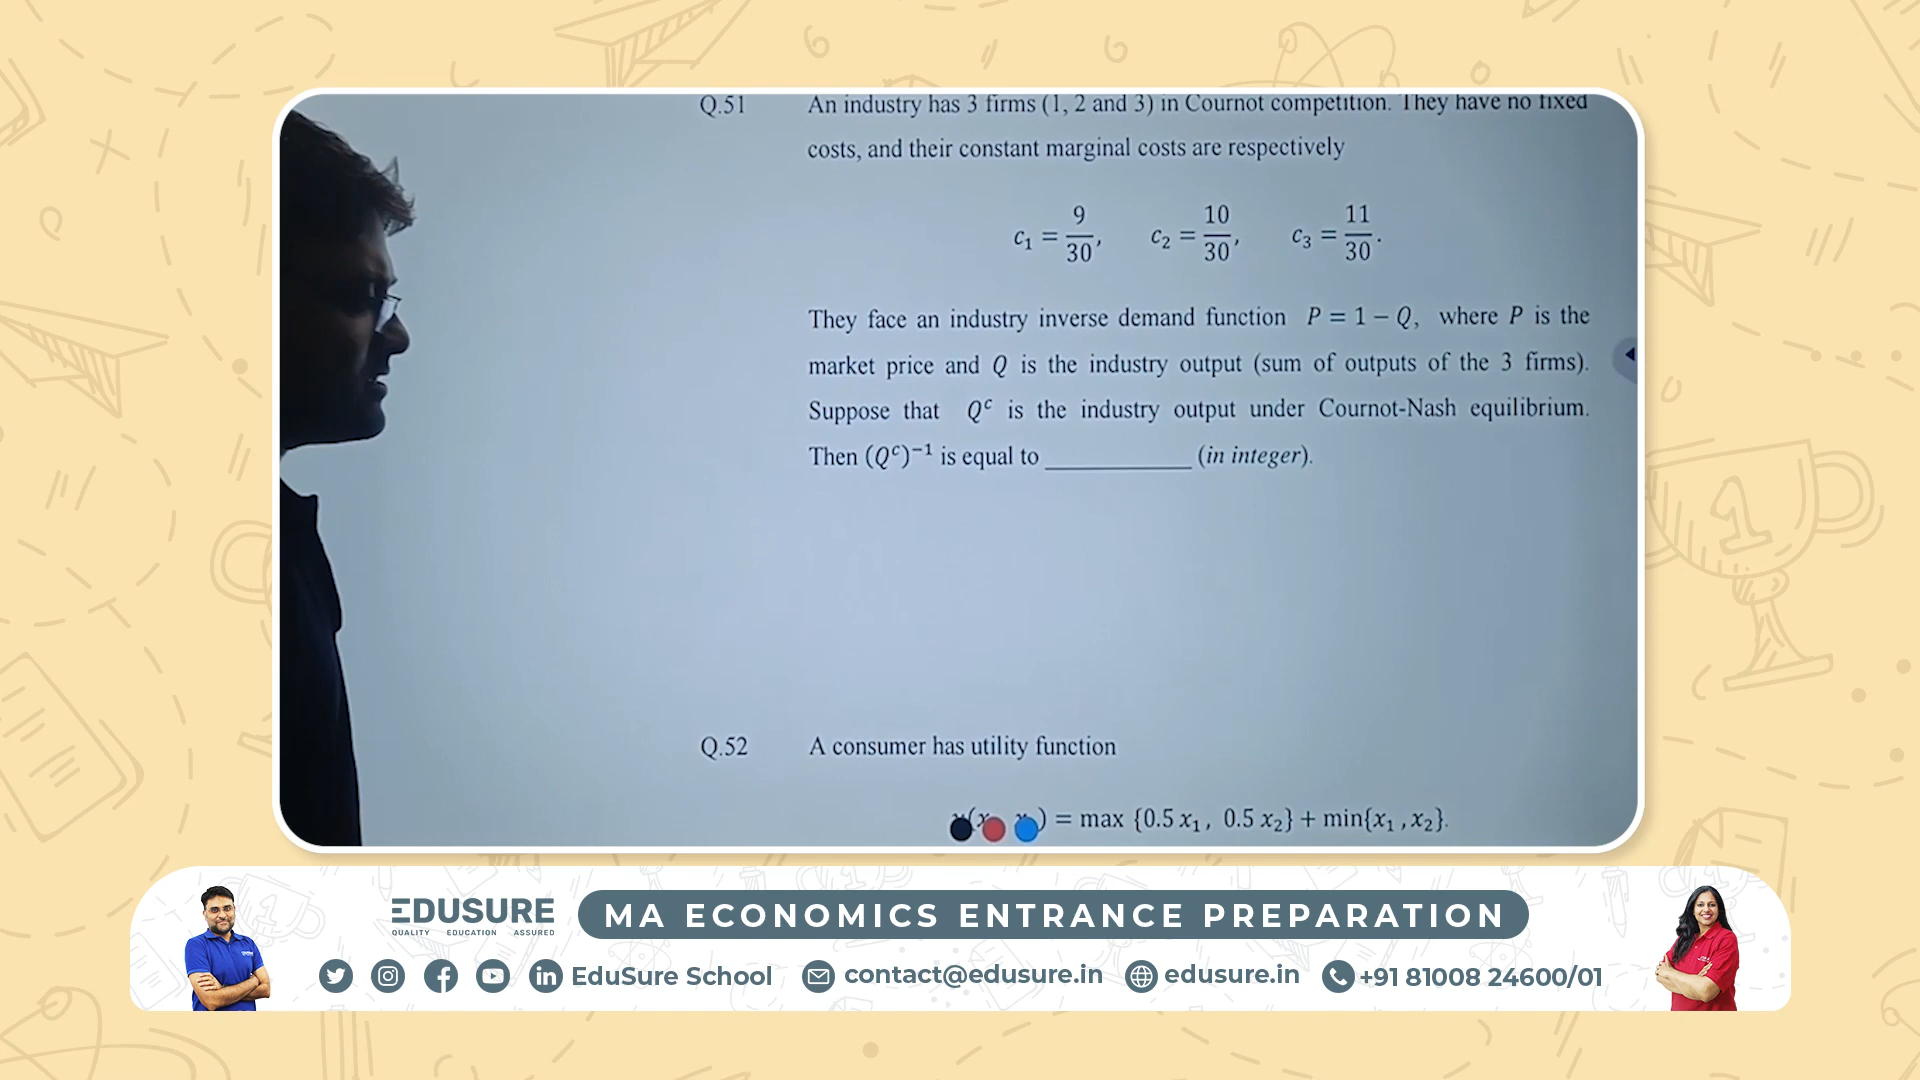 Q.51 An industry has 3 firms (1, 2 and 3) in Cournot competition. They have no fixed
costs, and their constant marginal costs are respectively
c₁ = 9/30, c₂ = 10/30, c₃ = 11/30.
They face an industry inverse demand function P = 1 − Q, where P is the
market price and Q is the industry output (sum of outputs of the 3 firms).
Suppose that Qᶜ is the industry output under Cournot-Nash equilibrium.
Then (Qᶜ)⁻¹ is equal to ____________ (in integer).
Q.52 A consumer has utility function
) = max {0.5 x₁, 0.5 x₂} + min{x₁, x₂}.
EDUSURE
QUALITY EDUCATION ASSURED
MA ECONOMICS ENTRANCE PREPARATION
EduSure School contact@edusure.in edusure.in +91 81008 24600/01